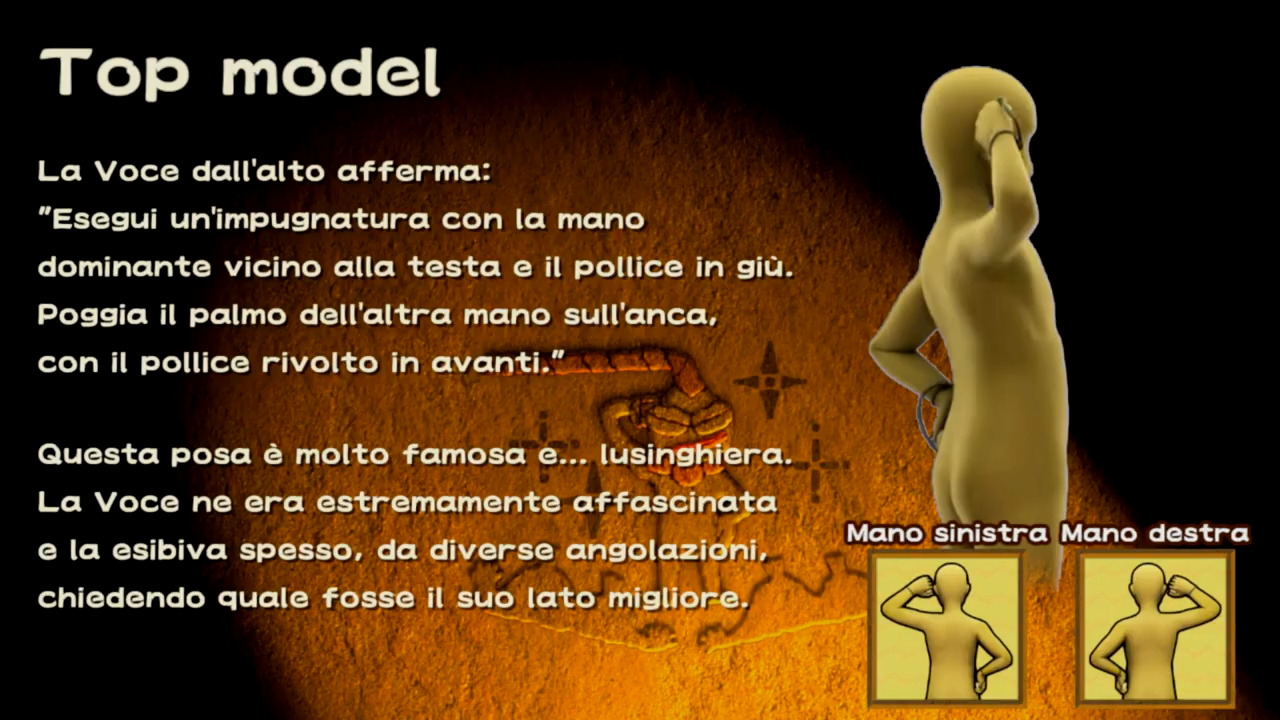 Top model
La Voce dall'alto afferma:
"Esegui un'impugnatura con la mano
dominante vicino alla testa e il pollice in giù.
Poggia il palmo dell'altra mano sull'anca,
con il pollice rivolto in avanti."
Questa posa è molto famosa e... lusinghiera.
La Voce ne era estremamente affascinata
e la esibiva spesso, da diverse angolazioni,
chiedendo quale fosse il suo lato migliore.
Mano sinistra
Mano destra